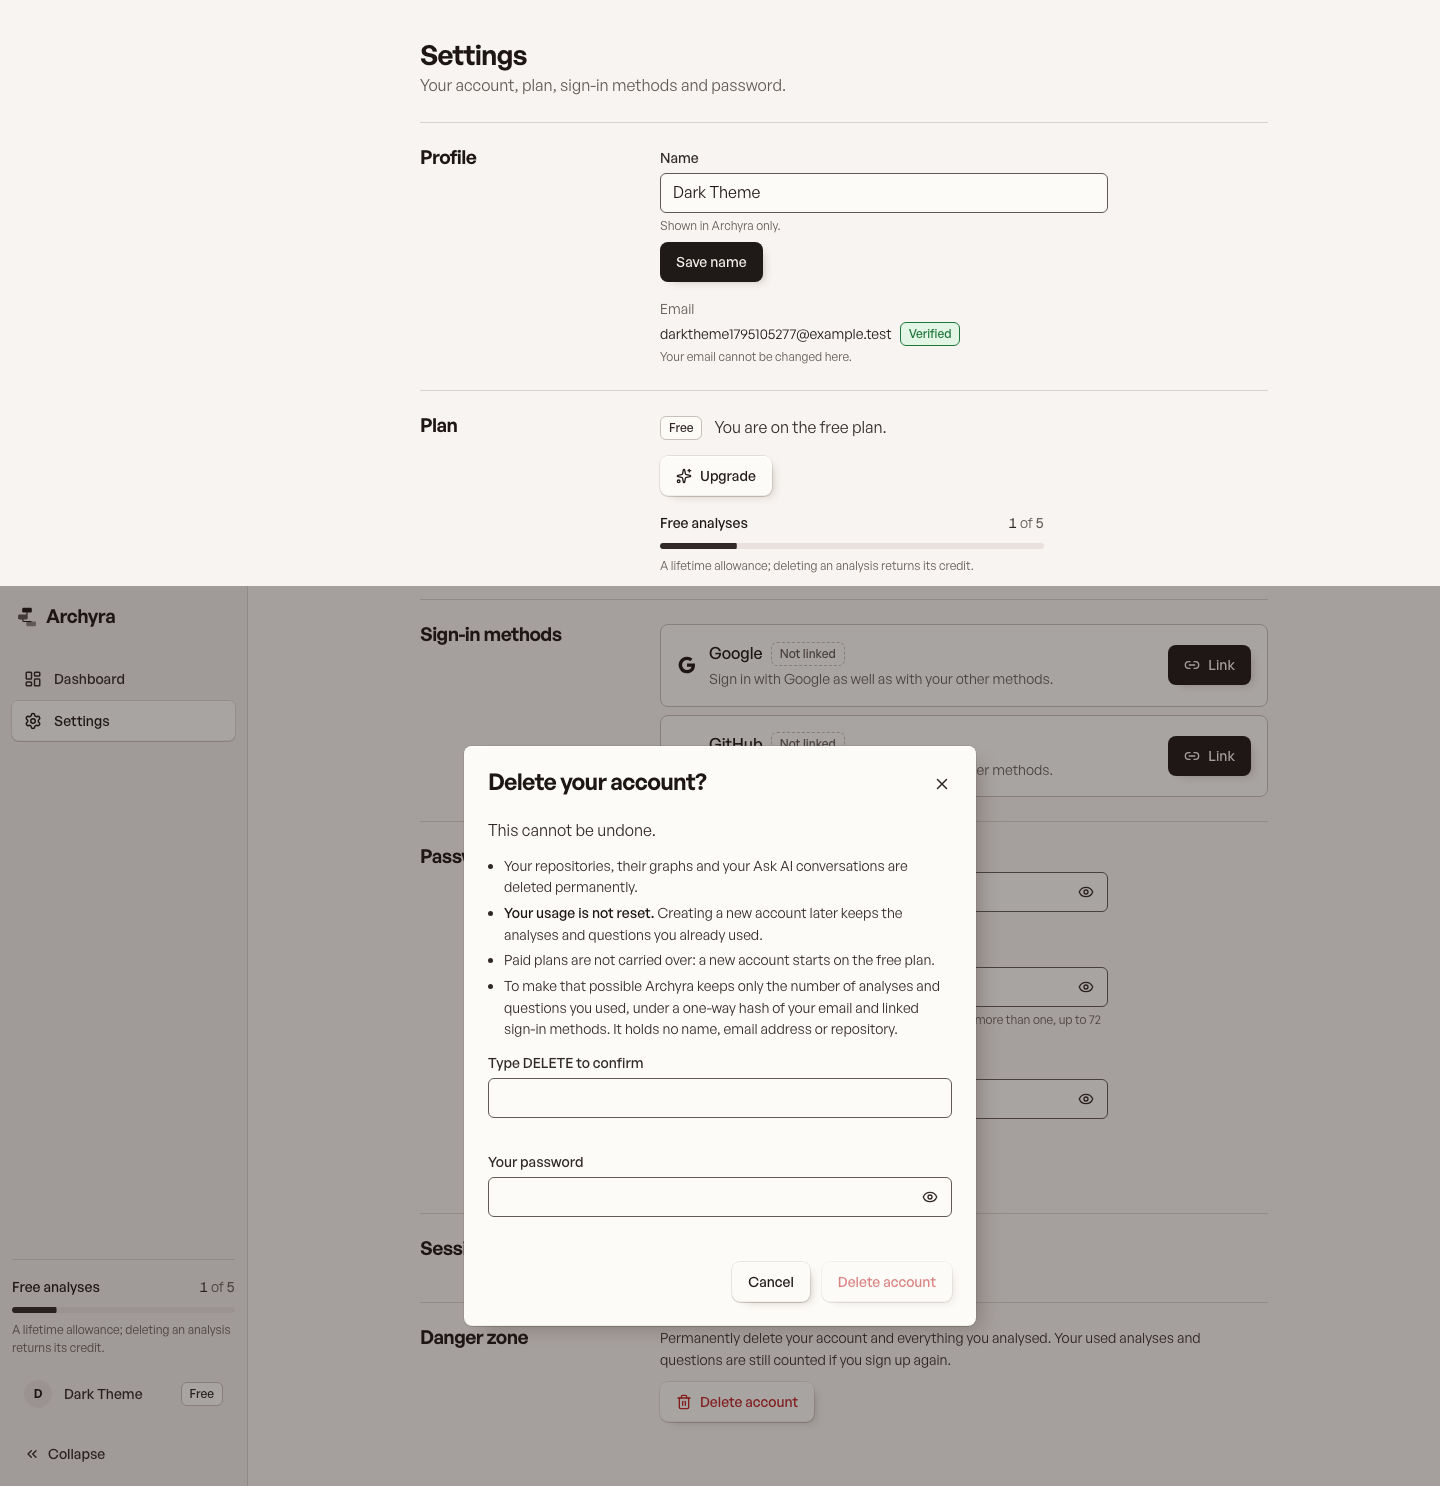 Settings
Your account, plan, sign-in methods and password.
Profile
Name
Dark Theme
Shown in Archyra only.
Save name
Email
darktheme1795105277@example.test Verified
Your email cannot be changed here.
Plan
Free You are on the free plan.
Upgrade
Free analyses 1 of 5
A lifetime allowance; deleting an analysis returns its credit.
Archyra
Dashboard
Settings
Free analyses 1 of 5
A lifetime allowance; deleting an analysis
returns its credit.
D Dark Theme Free
Collapse
Sign-in methods
Google Not linked
Sign in with Google as well as with your other methods.
Link
GitHub Not linked
er methods.
Link
Passw
more than one, up to 72
Sessi
Danger zone
Permanently delete your account and everything you analysed. Your used analyses and
questions are still counted if you sign up again.
Delete account
Delete your account?
This cannot be undone.
Your repositories, their graphs and your Ask AI conversations are
deleted permanently.
Your usage is not reset. Creating a new account later keeps the
analyses and questions you already used.
Paid plans are not carried over: a new account starts on the free plan.
To make that possible Archyra keeps only the number of analyses and
questions you used, under a one-way hash of your email and linked
sign-in methods. It holds no name, email address or repository.
Type DELETE to confirm
Your password
Cancel
Delete account